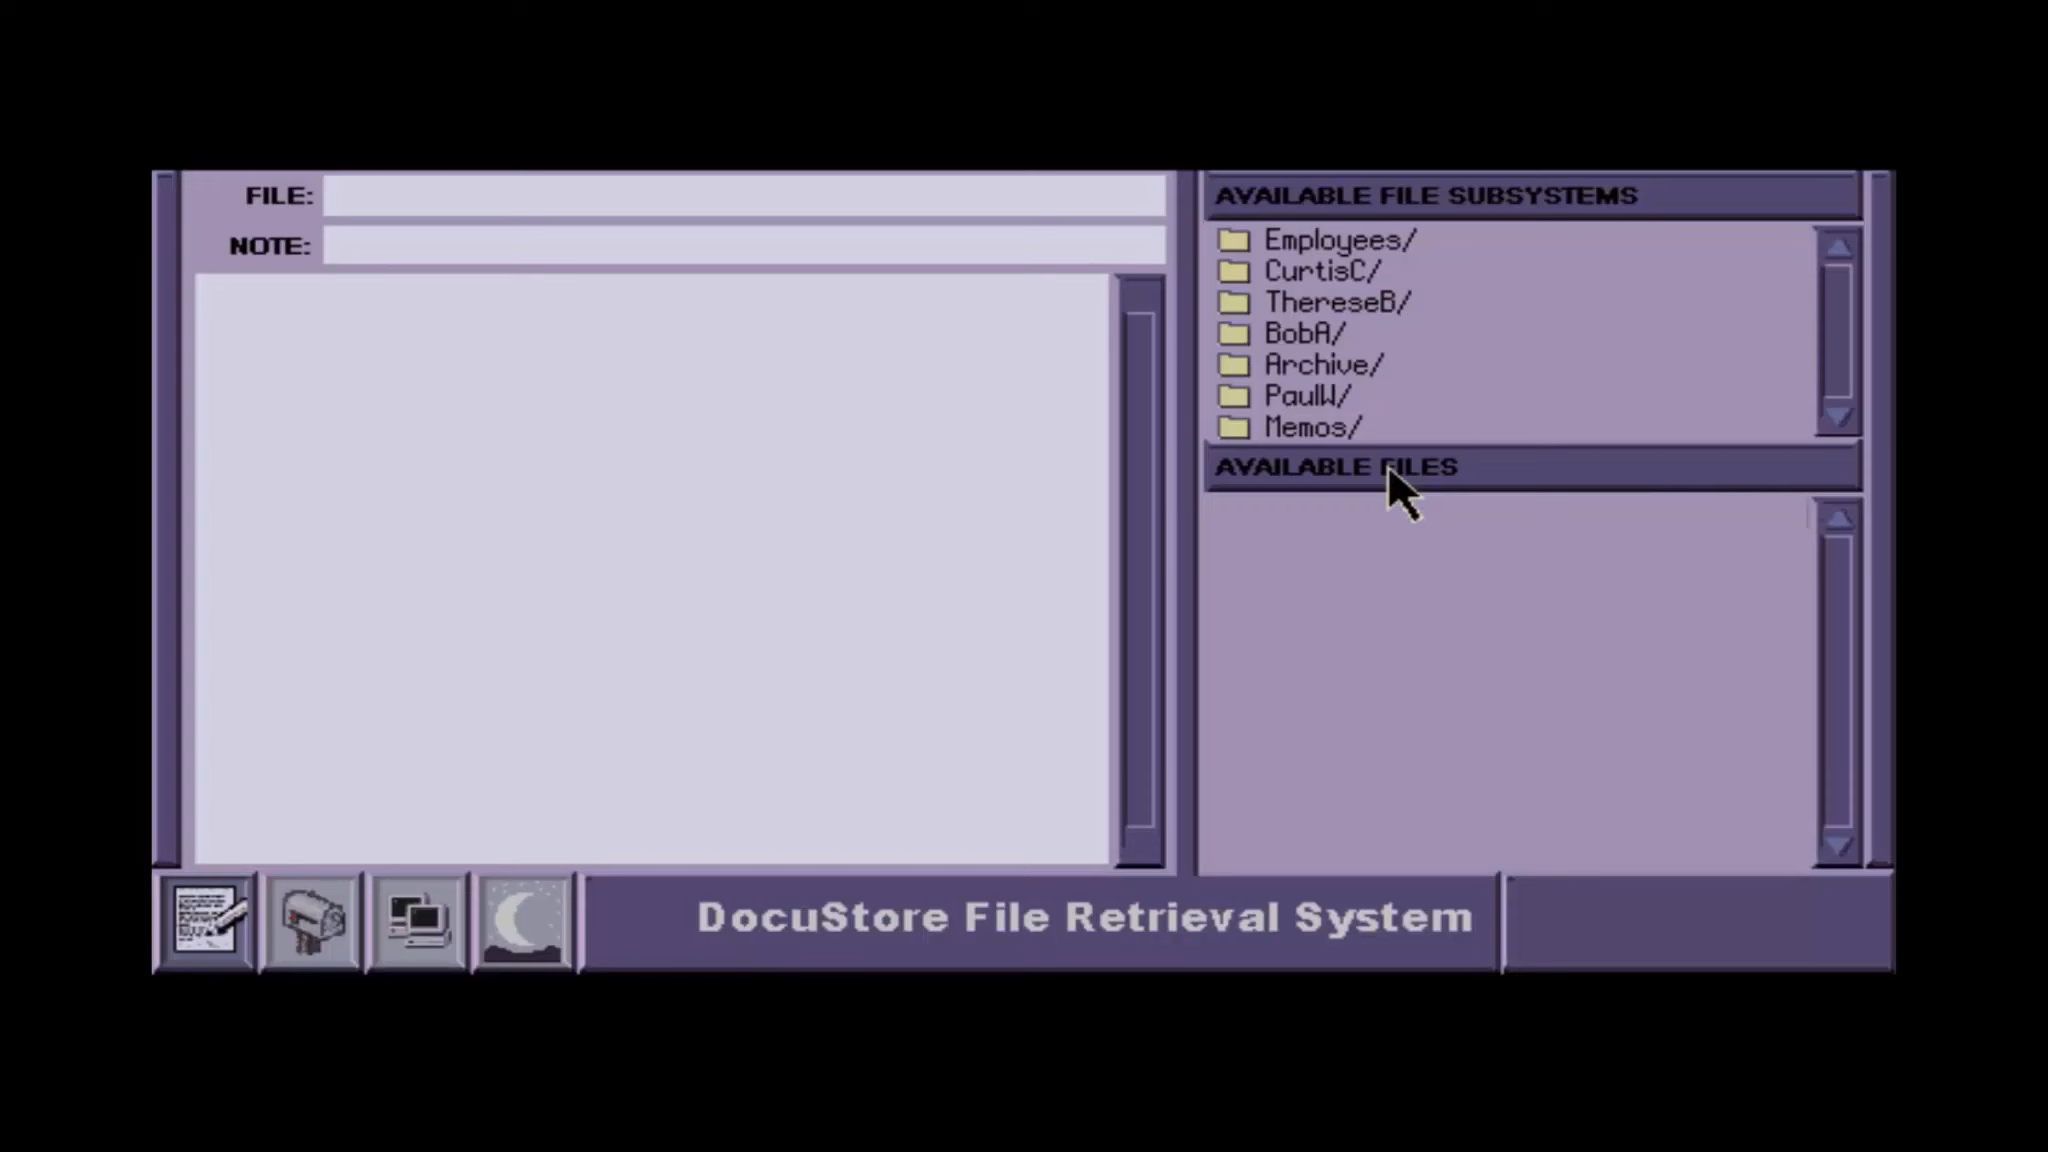 FILE:
NOTE:
AVAILABLE FILE SUBSYSTEMS
Employees/
CurtisC/
ThereseB/
BobA/
Archive/
PaulW/
Memos/
AVAILABLE FILES
DocuStore File Retrieval System